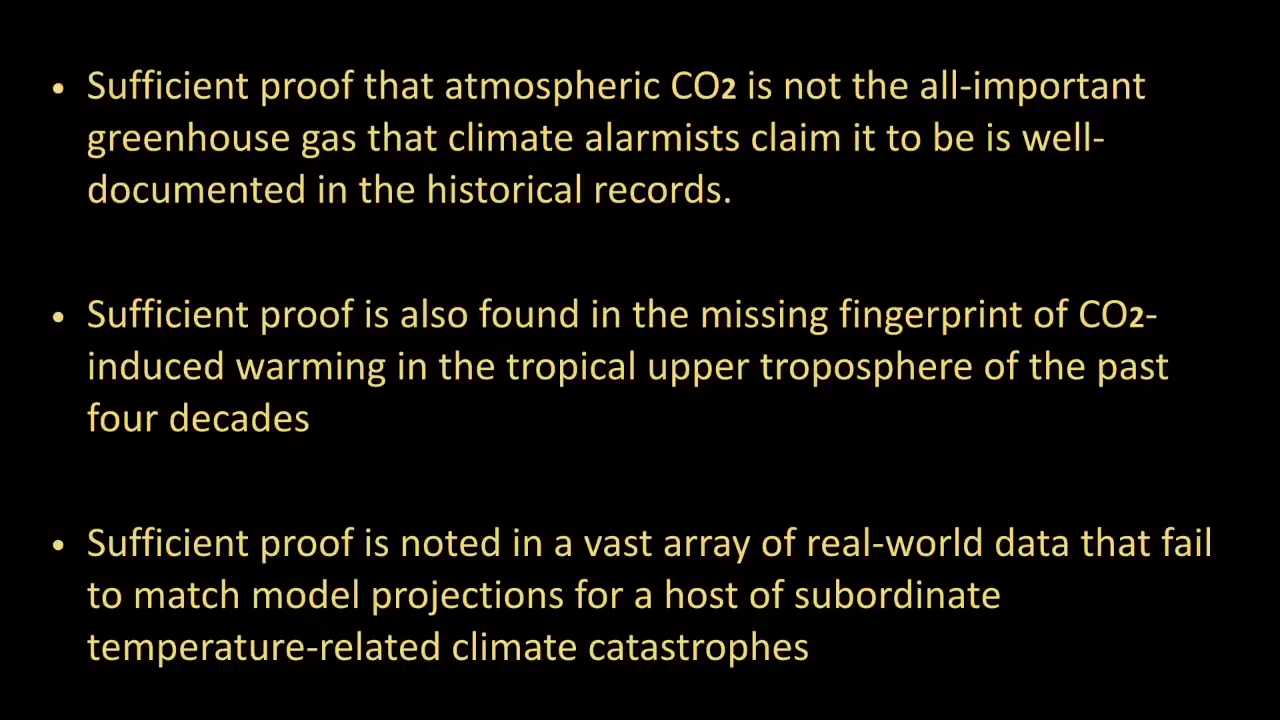 • Sufficient proof that atmospheric CO2 is not the all-important
greenhouse gas that climate alarmists claim it to be is well-
documented in the historical records.
• Sufficient proof is also found in the missing fingerprint of CO2-
induced warming in the tropical upper troposphere of the past
four decades
• Sufficient proof is noted in a vast array of real-world data that fail
to match model projections for a host of subordinate
temperature-related climate catastrophes